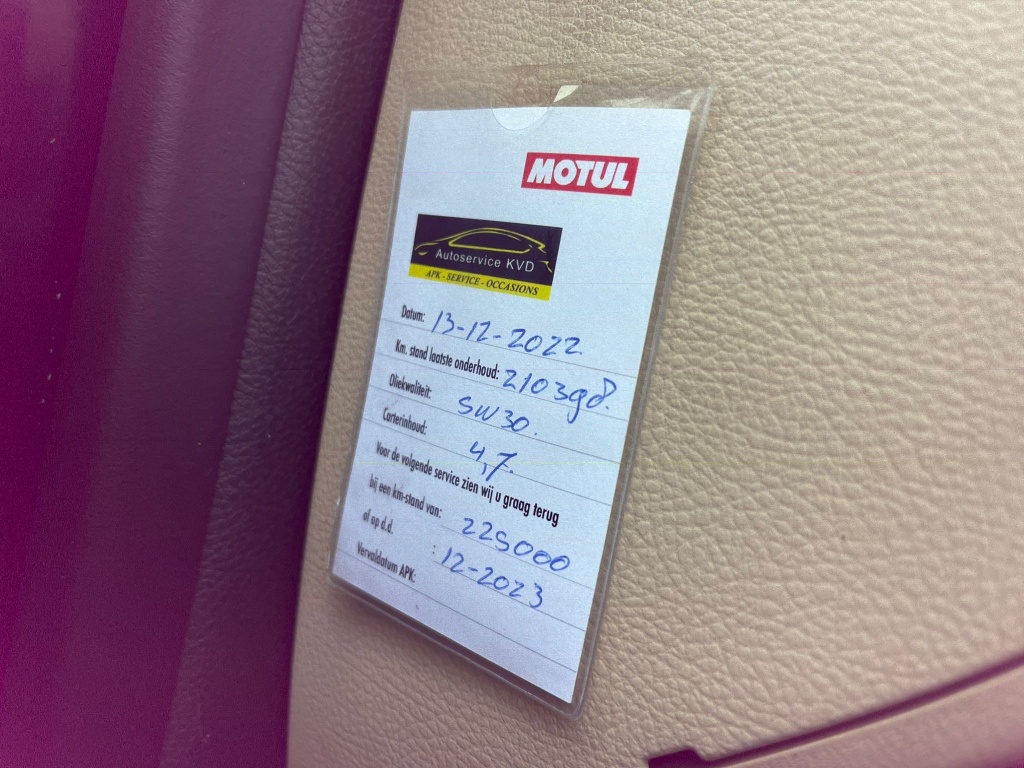 MOTUL
Autoservice KVD
APK - SERVICE - OCCASIONS
Datum: 13-12-2022
Km. stand laatste onderhoud: 210398.
Oliekwaliteit: 5W30.
Carterinhoud: 4,7.
Voor de volgende service zien wij u graag terug
bij een km-stand van: 225000
of op d.d. : 12-2023
Vervaldatum APK: